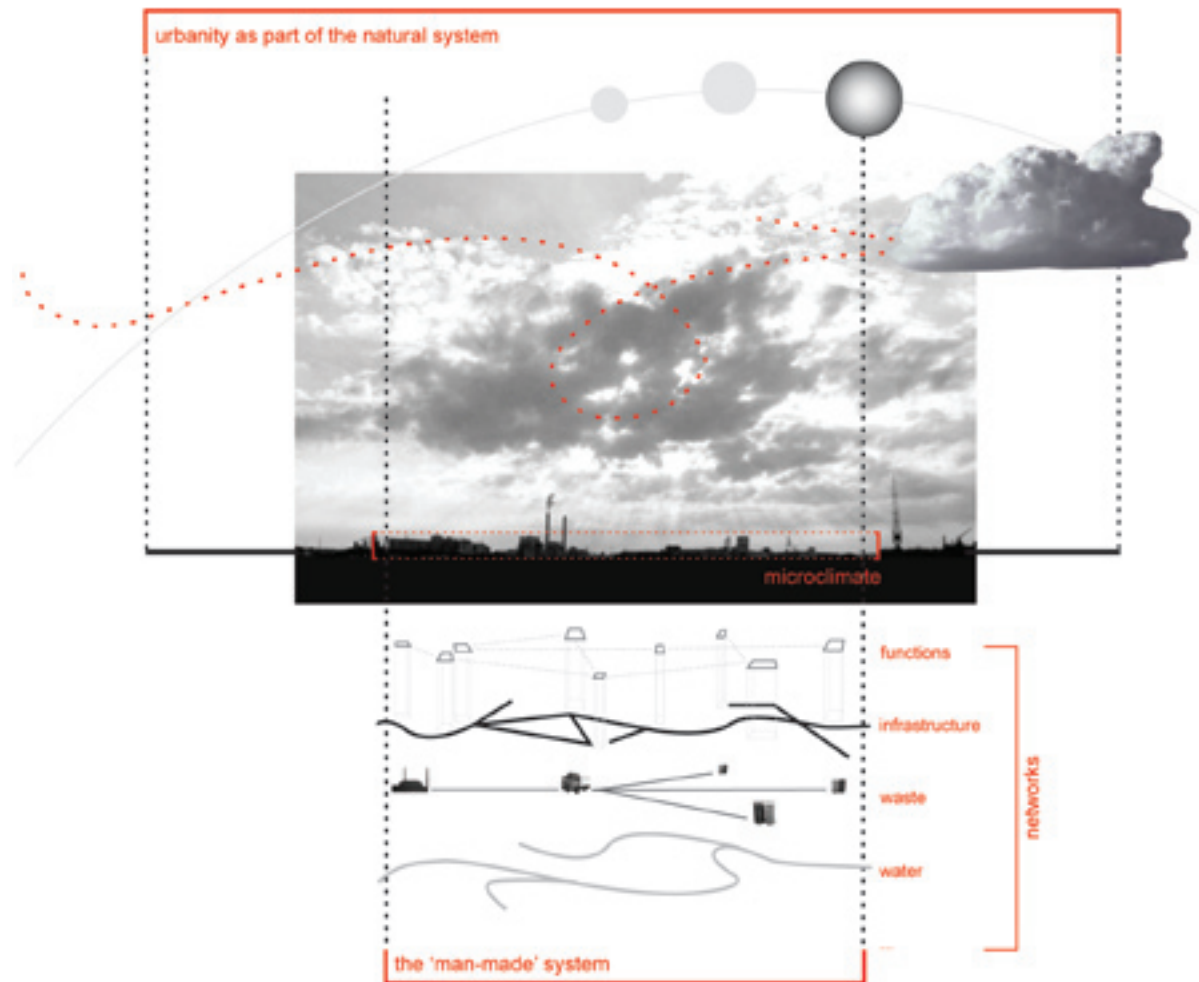 urbanity as part of the natural system
microclimate
functions
infrastructure
waste
networks
water
...
the ‘man-made’ system